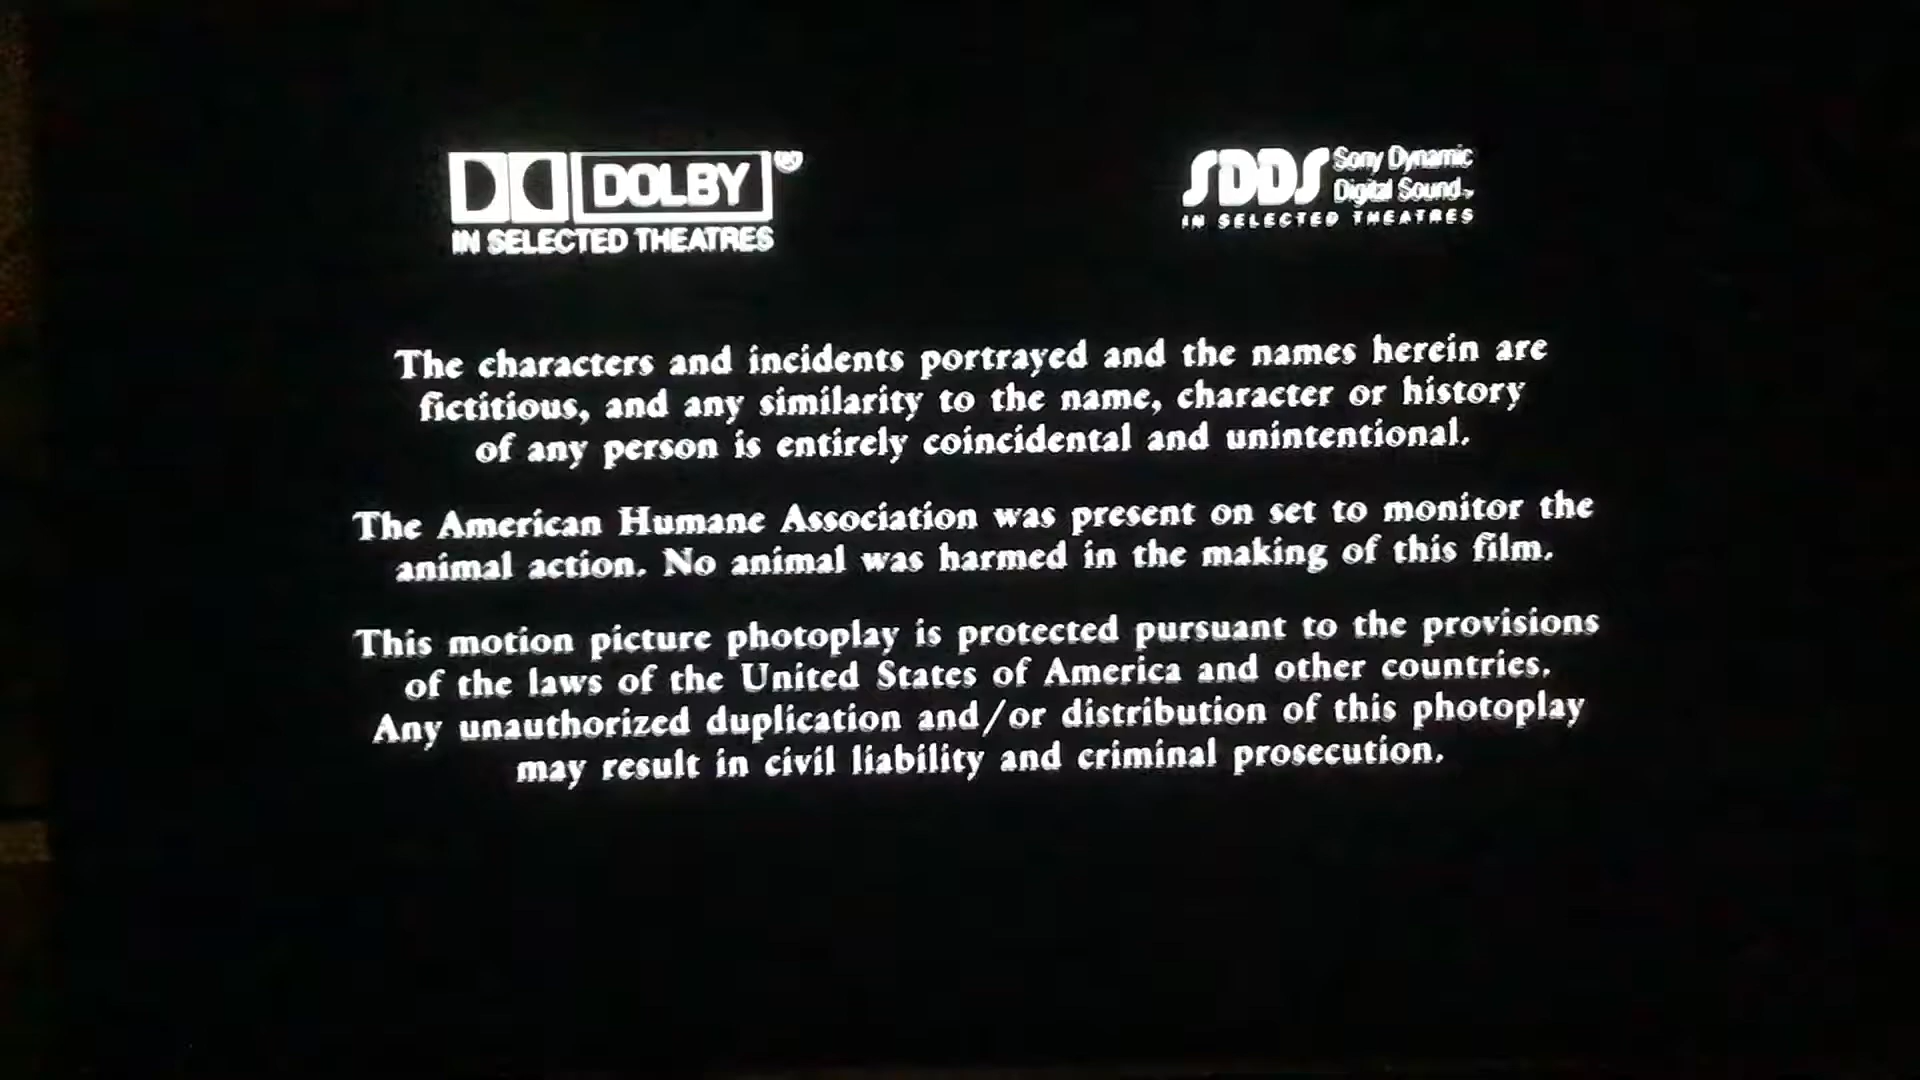 DOLBY ®
IN SELECTED THEATRES
SDDS Sony Dynamic
Digital Sound™
IN SELECTED THEATRES
The characters and incidents portrayed and the names herein are
fictitious, and any similarity to the name, character or history
of any person is entirely coincidental and unintentional.
The American Humane Association was present on set to monitor the
animal action. No animal was harmed in the making of this film.
This motion picture photoplay is protected pursuant to the provisions
of the laws of the United States of America and other countries.
Any unauthorized duplication and/or distribution of this photoplay
may result in civil liability and criminal prosecution.